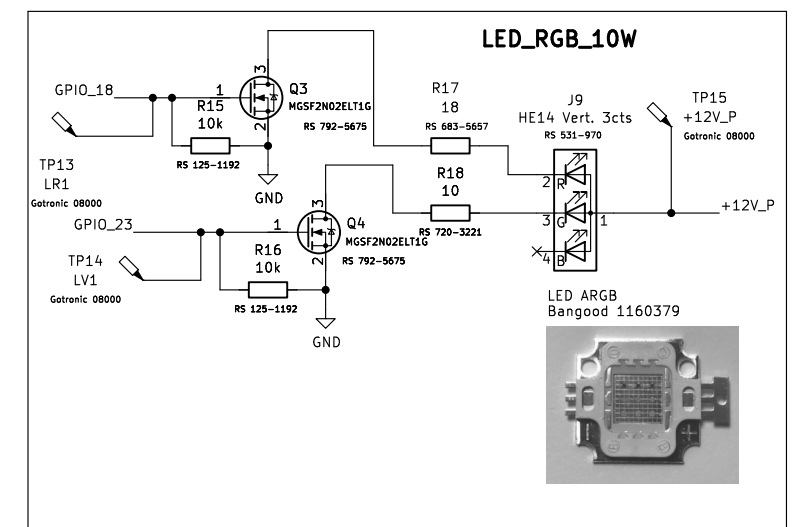 LED_RGB_10W
GPIO_18
1
3
2
Q3
MGSF2N02ELT1G
RS 792-5675
R15
10k
RS 125-1192
GND
TP13
LR1
Gotronic 08000
R17
18
RS 683-5657
J9
HE14 Vert. 3cts
RS 531-970
TP15
+12V_P
Gotronic 08000
2
R
3
G
4
B
1
+12V_P
R18
10
RS 720-3221
GPIO_23
1
3
2
Q4
MGSF2N02ELT1G
RS 792-5675
R16
10k
RS 125-1192
GND
TP14
LV1
Gotronic 08000
LED ARGB
Bangood 1160379